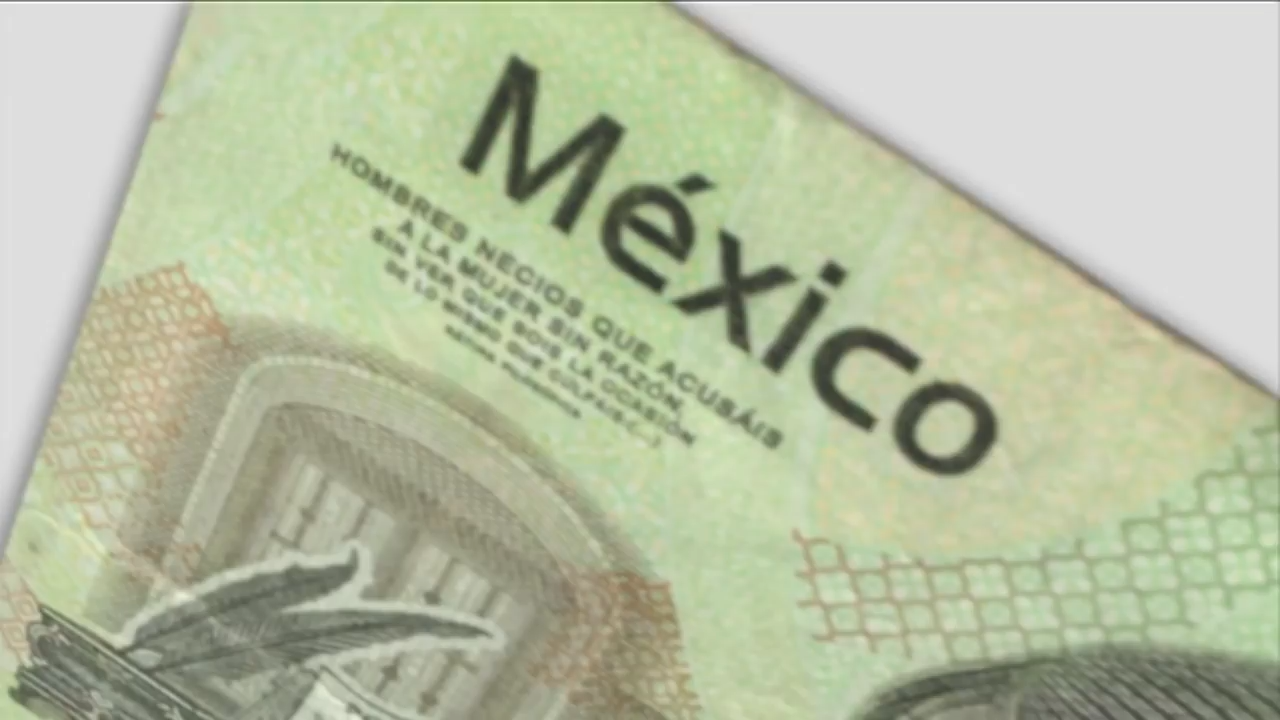 México
HOMBRES NECIOS QUE ACUSÁIS
A LA MUJER SIN RAZÓN,
SIN VER QUE SOIS LA OCASIÓN
DE LO MISMO QUE CULPÁIS:(...)